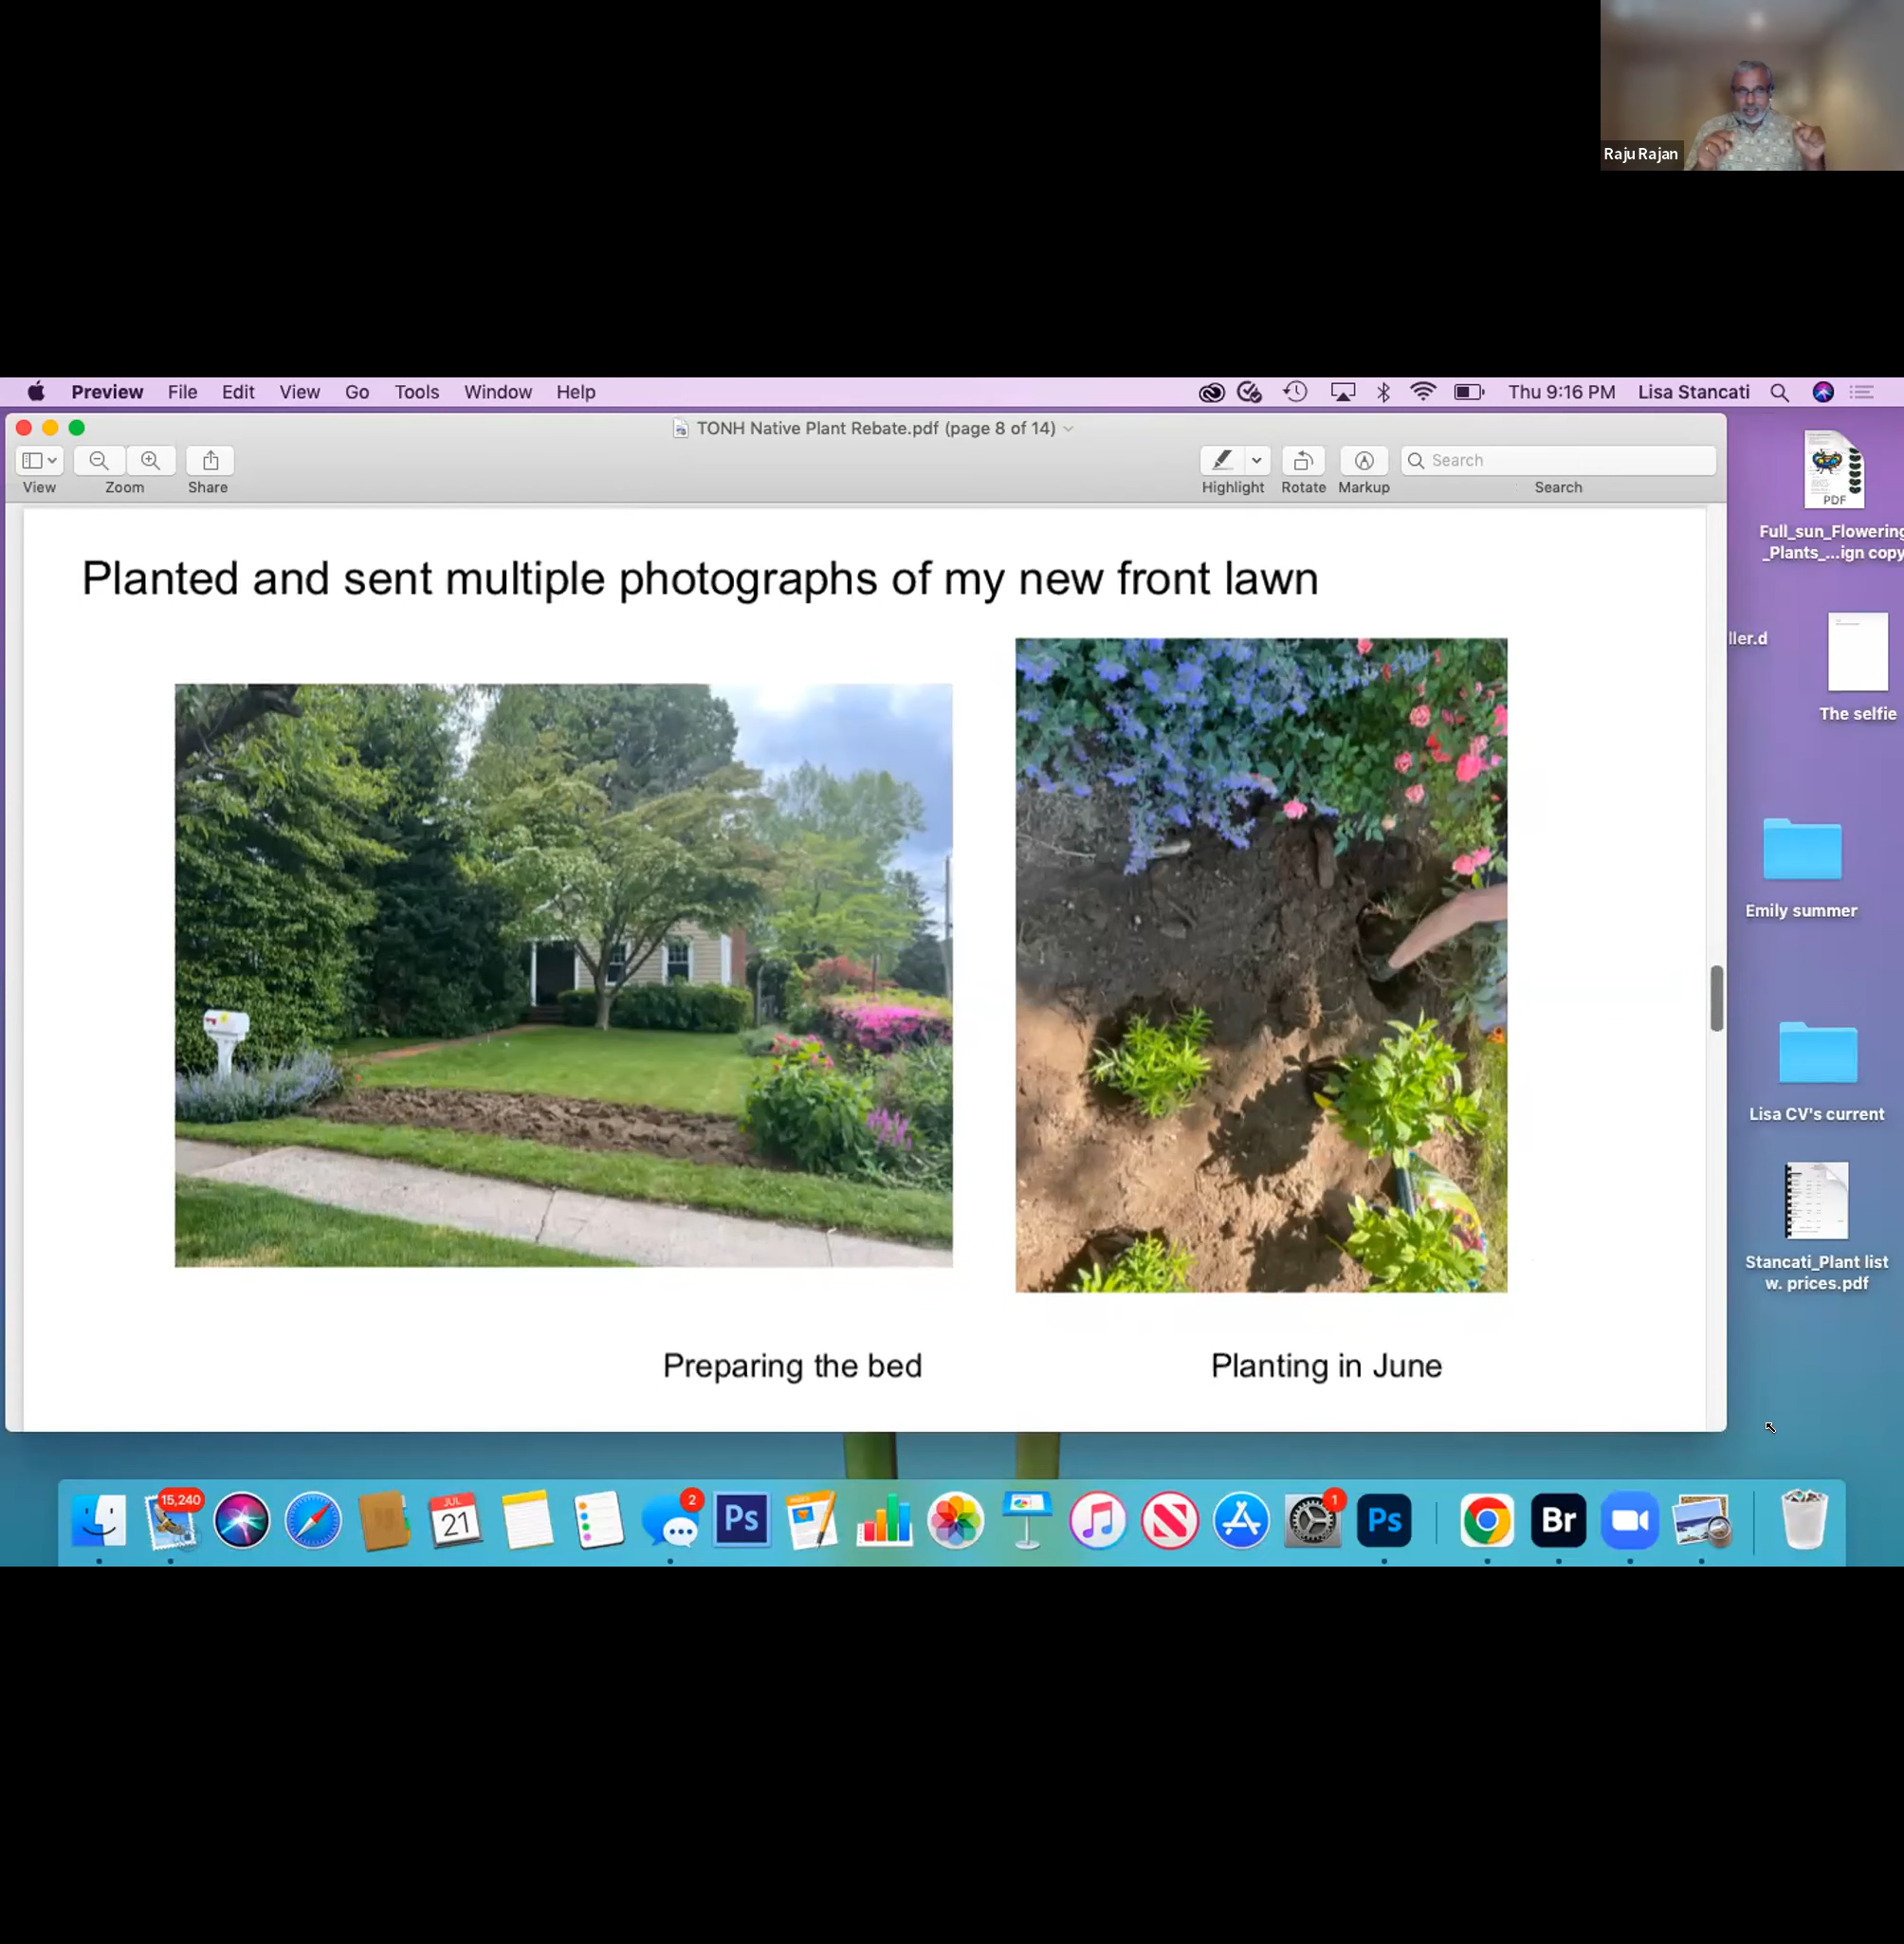 Raju Rajan
Preview File Edit View Go Tools Window Help
Thu 9:16 PM Lisa Stancati
TONH Native Plant Rebate.pdf (page 8 of 14)
View Zoom Share
Highlight Rotate Markup
Search
Search
Planted and sent multiple photographs of my new front lawn
Preparing the bed
Planting in June
PDF
Full_sun_Flowering
_Plants_...ign copy
ller.d
The selfie
Emily summer
Lisa CV's current
Stancati_Plant list
w. prices.pdf
15,240
JUL
21
2
Ps
PAGES
1
Ps
Br